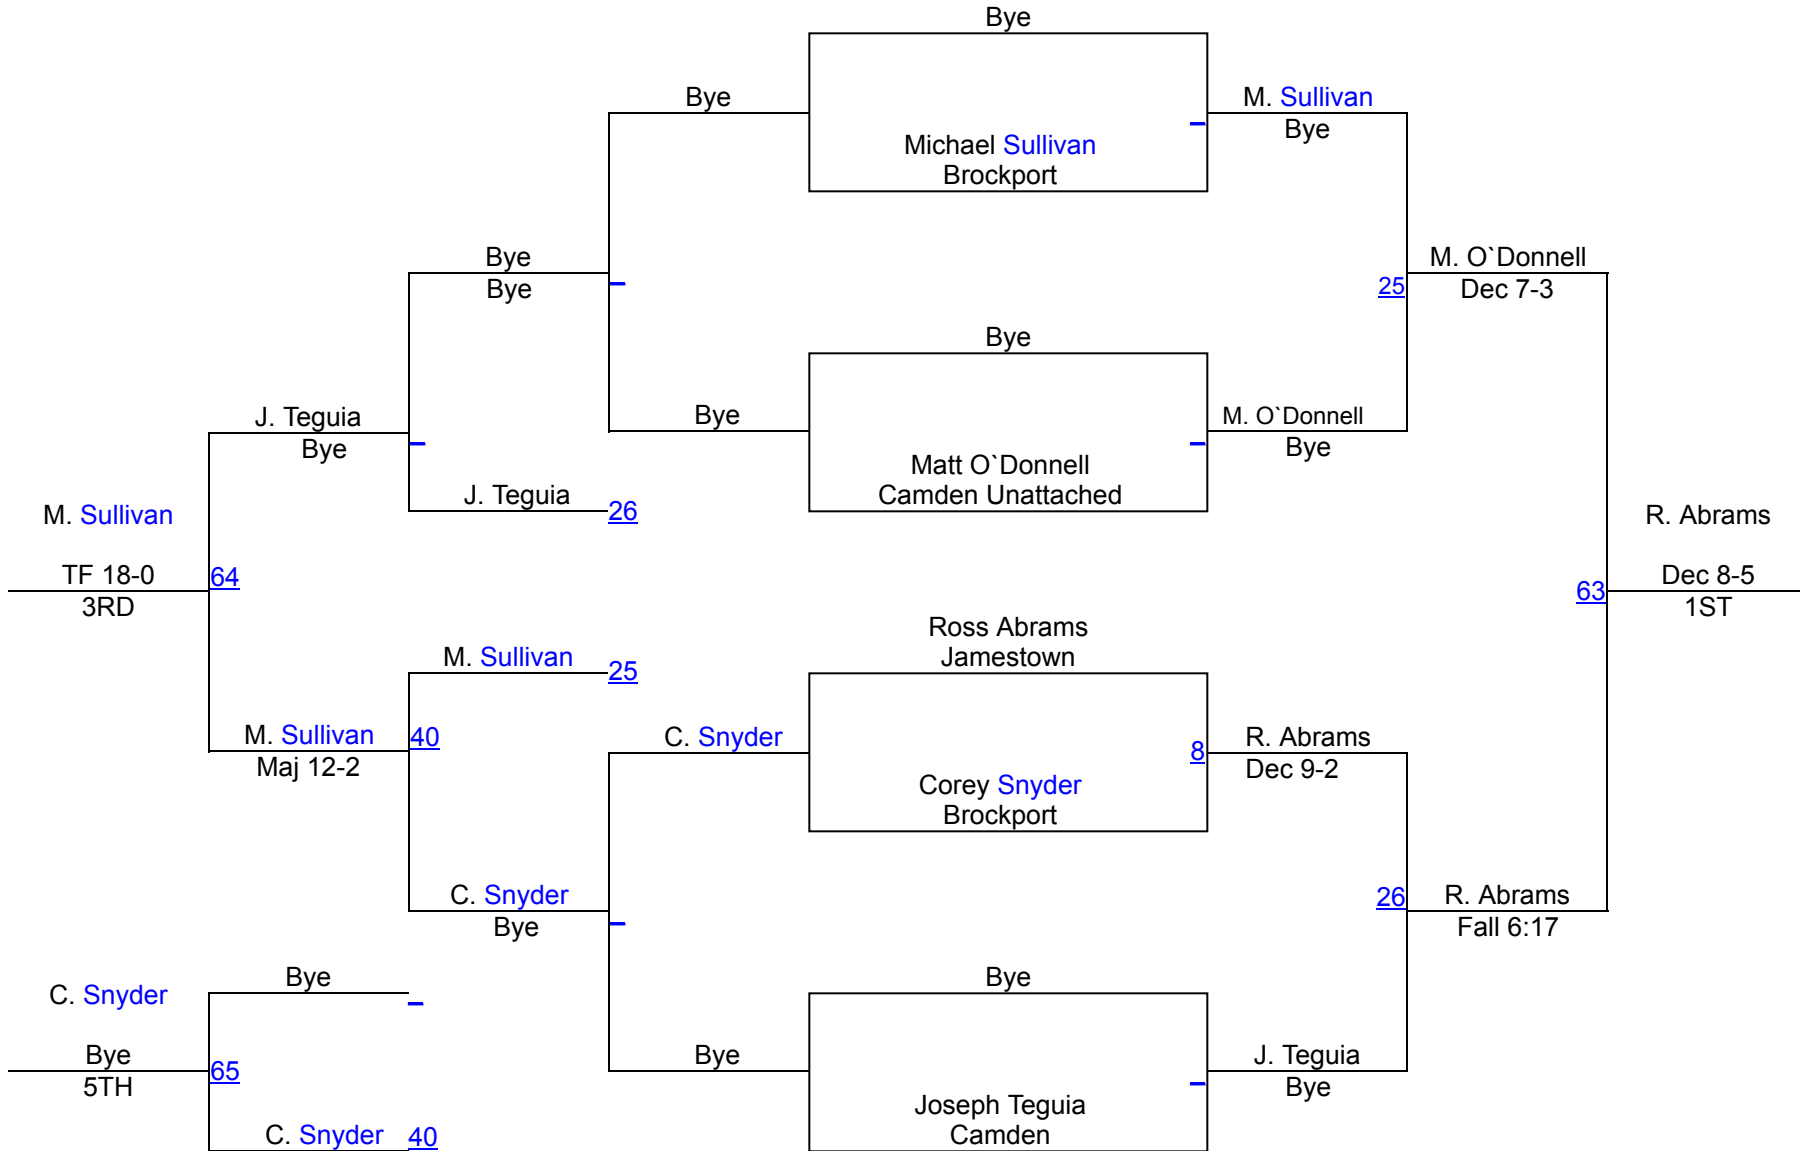 Bye
Bye
M. Sullivan
Bye
Michael Sullivan
Brockport
Bye
Bye
M. O`Donnell
Dec 7-3
25
Bye
J. Teguia
Bye
Bye
M. O`Donnell
Bye
Matt O`Donnell
Camden Unattached
J. Teguia
26
M. Sullivan
R. Abrams
TF 18-0
64
3RD
Dec 8-5
63
1ST
Ross Abrams
Jamestown
M. Sullivan
25
M. Sullivan
40
Maj 12-2
C. Snyder
8
R. Abrams
Dec 9-2
Corey Snyder
Brockport
C. Snyder
Bye
26
R. Abrams
Fall 6:17
Bye
Bye
C. Snyder
Bye
65
5TH
Bye
J. Teguia
Bye
Joseph Teguia
Camden
C. Snyder
40